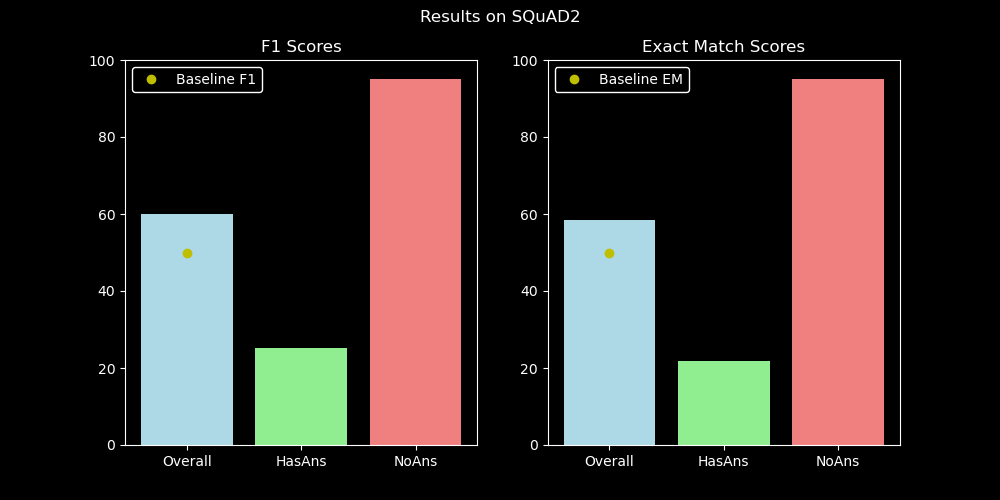 Results on SQuAD2
F1 Scores
Baseline F1
100
80
60
40
20
0
Overall HasAns NoAns
Exact Match Scores
Baseline EM
100
80
60
40
20
0
Overall HasAns NoAns